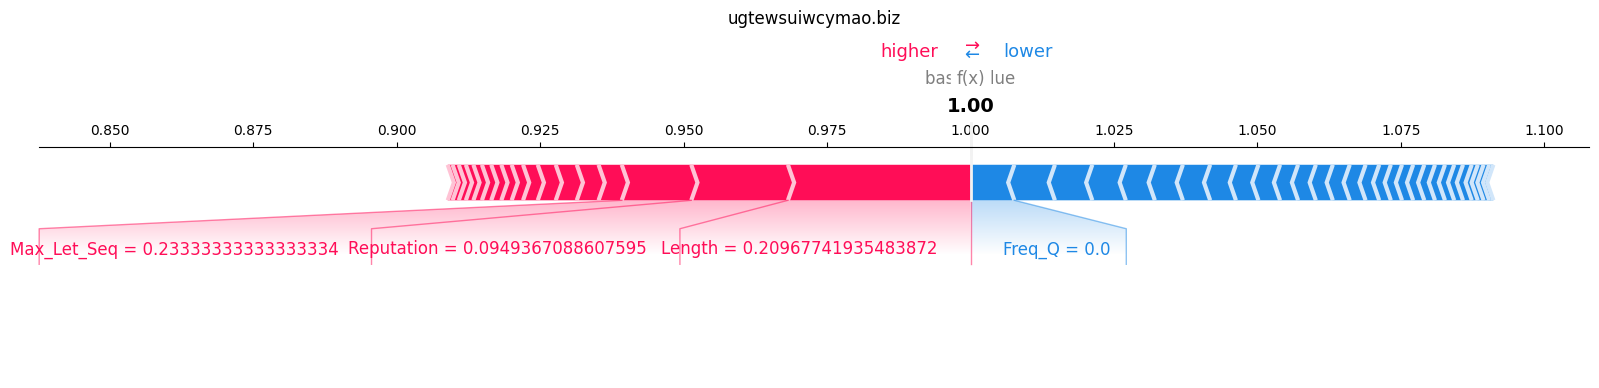 ugtewsuiwcymao.biz
higher → ← lower
bas f(x) lue
1.00
0.850 0.875 0.900 0.925 0.950 0.975 1.000 1.025 1.050 1.075 1.100
Max_Let_Seq = 0.23333333333333334 Reputation = 0.0949367088607595 Length = 0.20967741935483872 Freq_Q = 0.0